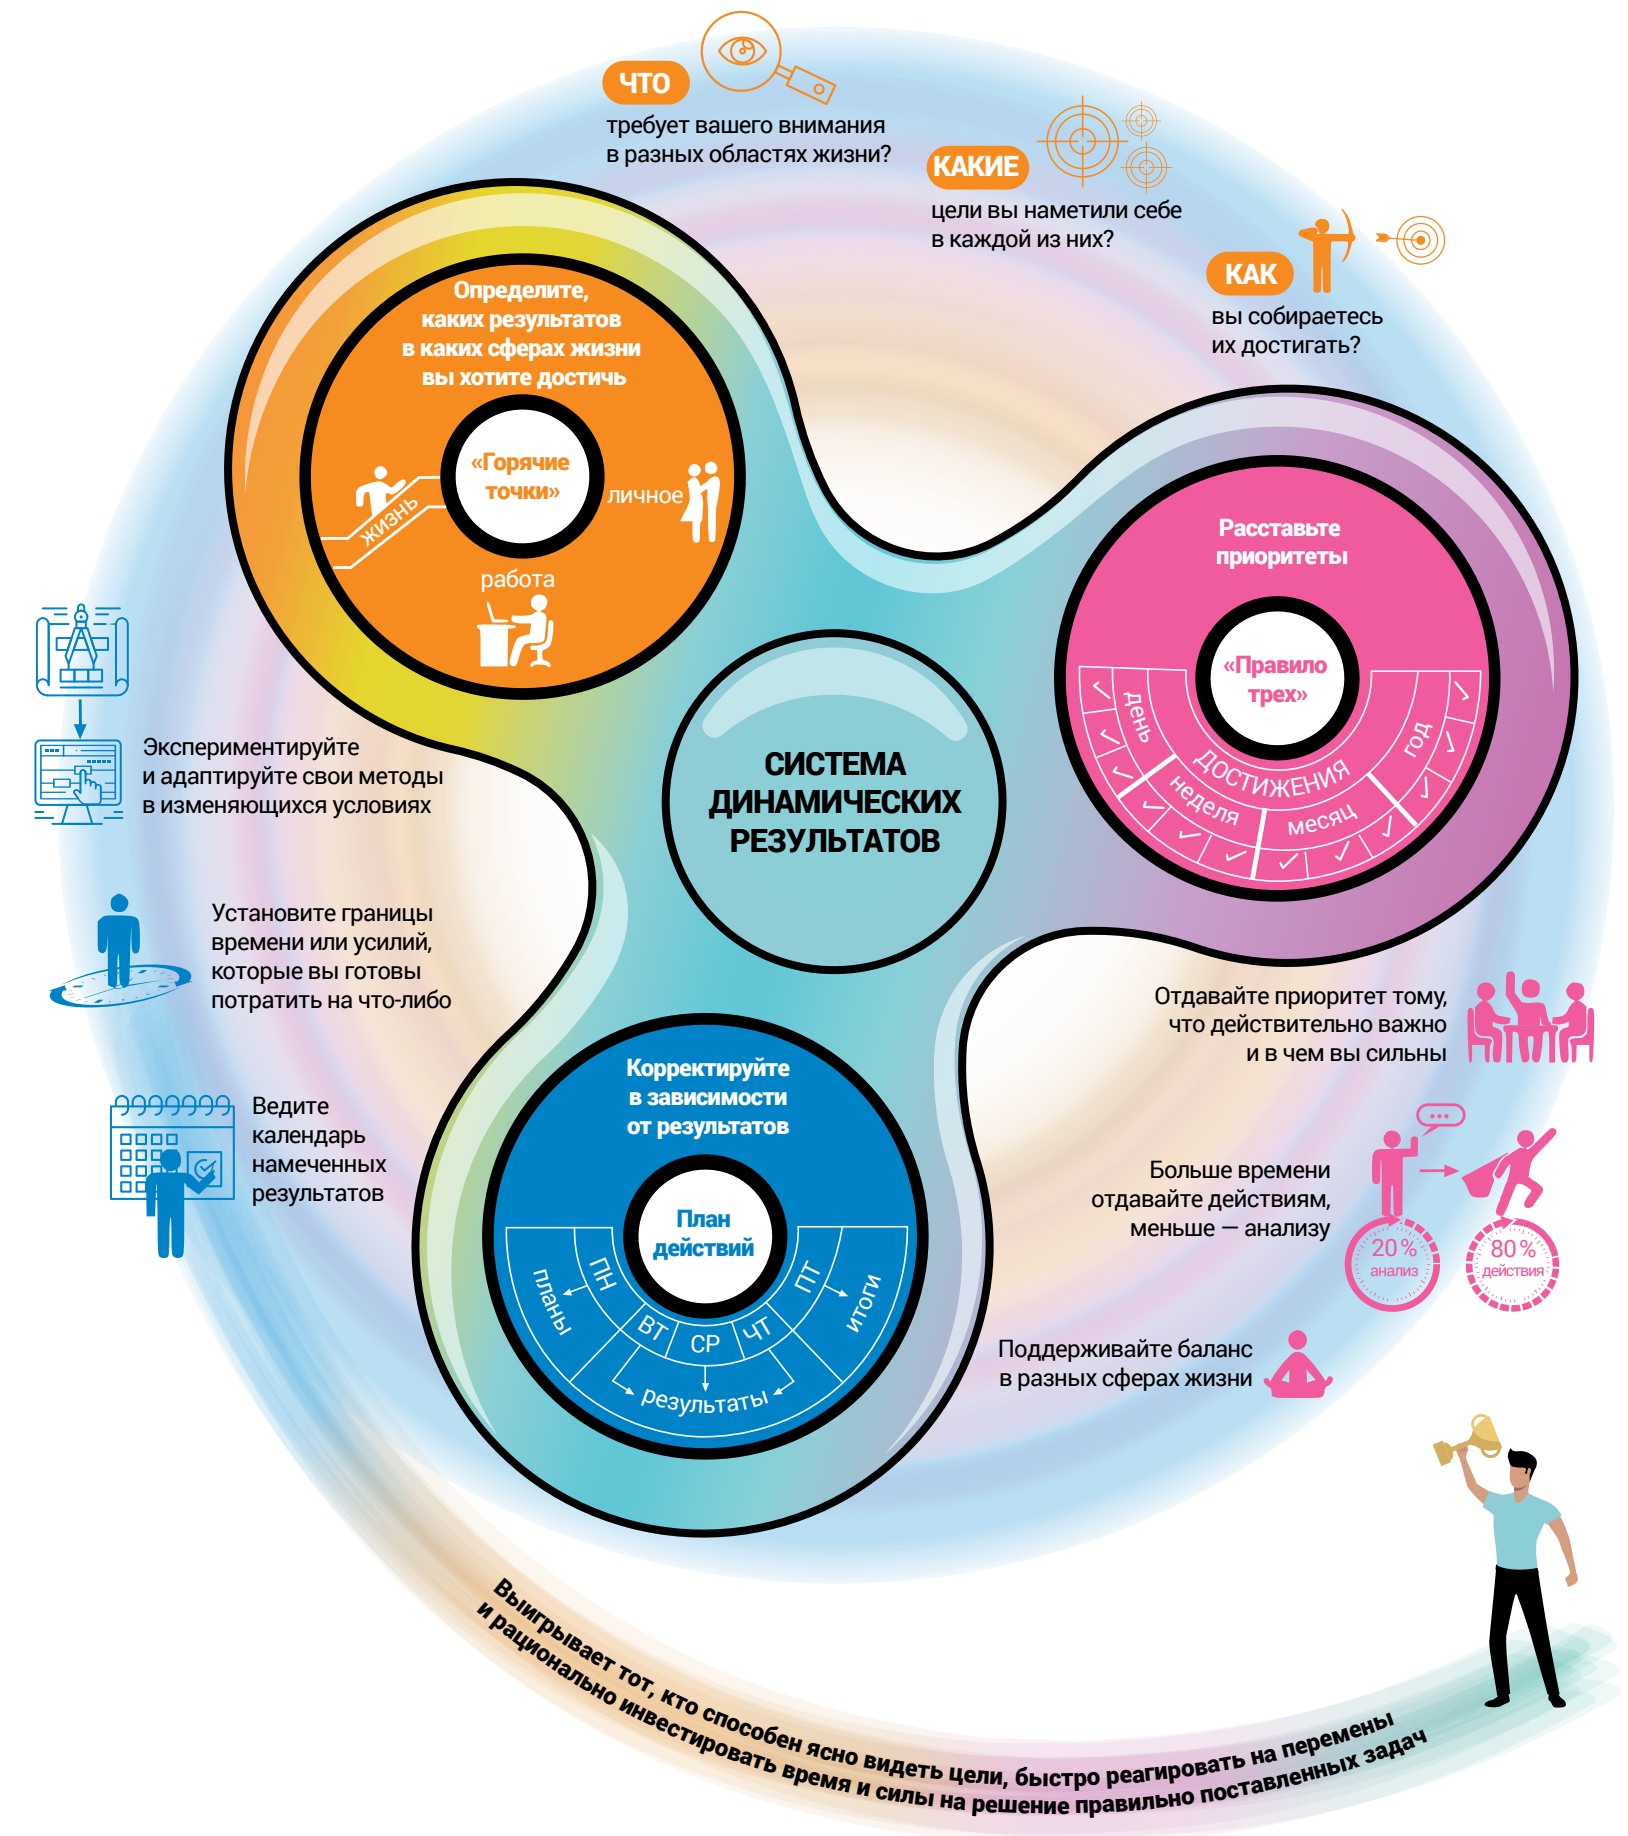 ЧТО
требует вашего внимания
в разных областях жизни?
КАКИЕ
цели вы наметили себе
в каждой из них?
КАК
вы собираетесь
их достигать?
Определите,
каких результатов
в каких сферах жизни
вы хотите достичь
«Горячие
точки»
жизнь
личное
работа
Расставьте
приоритеты
«Правило
трех»
ДОСТИЖЕНИЯ
день
неделя
месяц
год
СИСТЕМА
ДИНАМИЧЕСКИХ
РЕЗУЛЬТАТОВ
Экспериментируйте
и адаптируйте свои методы
в изменяющихся условиях
Установите границы
времени или усилий,
которые вы готовы
потратить на что-либо
Ведите
календарь
намеченных
результатов
Корректируйте
в зависимости
от результатов
План
действий
планы
ПН
ВТ
СР
ЧТ
ПТ
итоги
результаты
Отдавайте приоритет тому,
что действительно важно
и в чем вы сильны
Больше времени
отдавайте действиям,
меньше — анализу
20 %
анализ
80 %
действия
Поддерживайте баланс
в разных сферах жизни
Выигрывает тот, кто способен ясно видеть цели, быстро реагировать на перемены
и рационально инвестировать время и силы на решение правильно поставленных задач